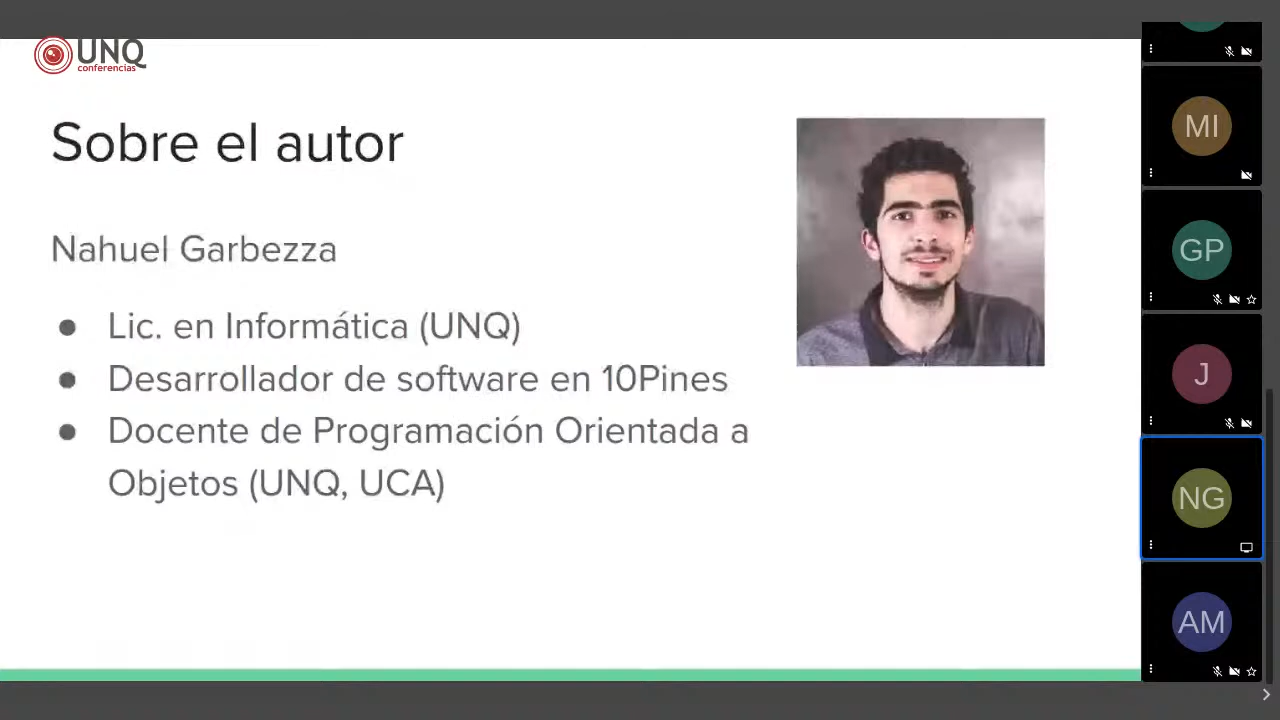 UNQ
conferencias
Sobre el autor
Nahuel Garbezza
● Lic. en Informática (UNQ)
● Desarrollador de software en 10Pines
● Docente de Programación Orientada a
Objetos (UNQ, UCA)
MI
GP
J
NG
AM